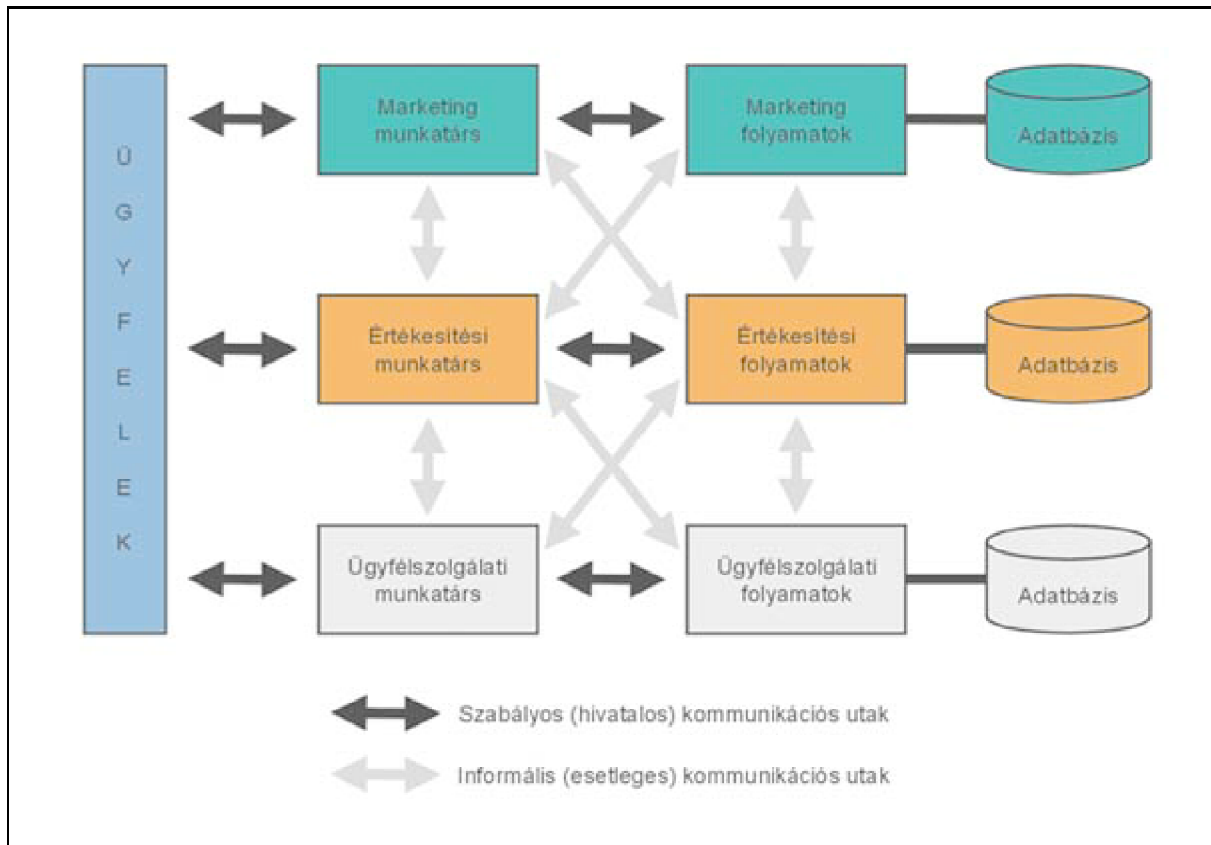 ÜGYFELEK
Marketing
munkatárs
Marketing
folyamatok
Adatbázis
Értékesítési
munkatárs
Értékesítési
folyamatok
Adatbázis
Ügyfélszolgálati
munkatárs
Ügyfélszolgálati
folyamatok
Adatbázis
Szabályos (hivatalos) kommunikációs utak
Informális (esetleges) kommunikációs utak